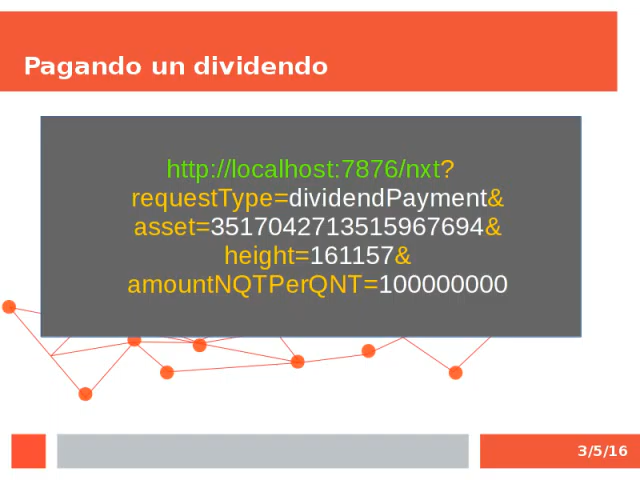 Pagando un dividendo
http://localhost:7876/nxt?
requestType=dividendPayment&
asset=3517042713515967694&
height=161157&
amountNQTPerQNT=100000000
3/5/16